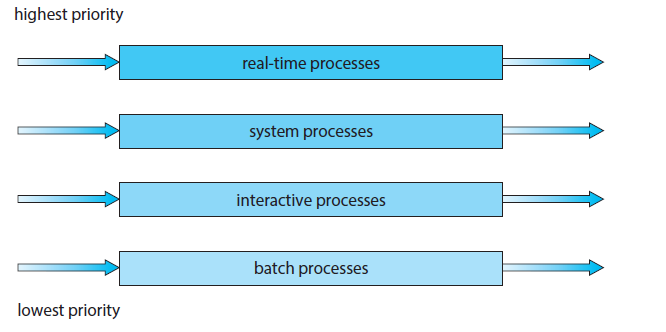 highest priority
real-time processes
system processes
interactive processes
batch processes
lowest priority